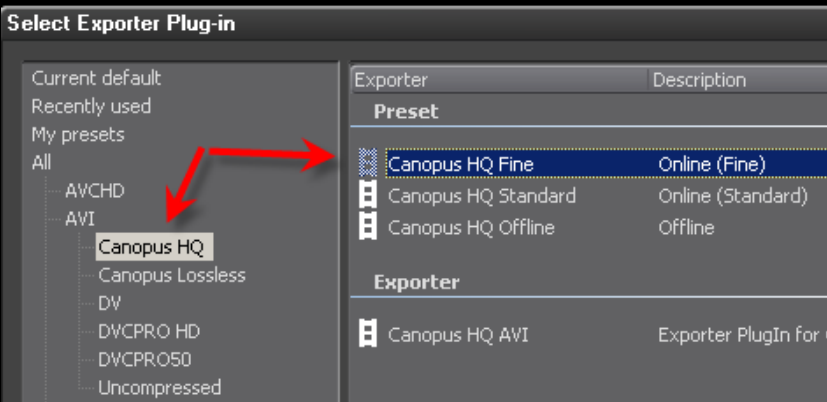 Select Exporter Plug-in
Current default
Recently used
My presets
All
AVCHD
AVI
Canopus HQ
Canopus Lossless
DV
DVCPRO HD
DVCPRO50
Uncompressed
Exporter Description
Preset
Canopus HQ Fine Online (Fine)
Canopus HQ Standard Online (Standard)
Canopus HQ Offline Offline
Exporter
Canopus HQ AVI Exporter PlugIn for